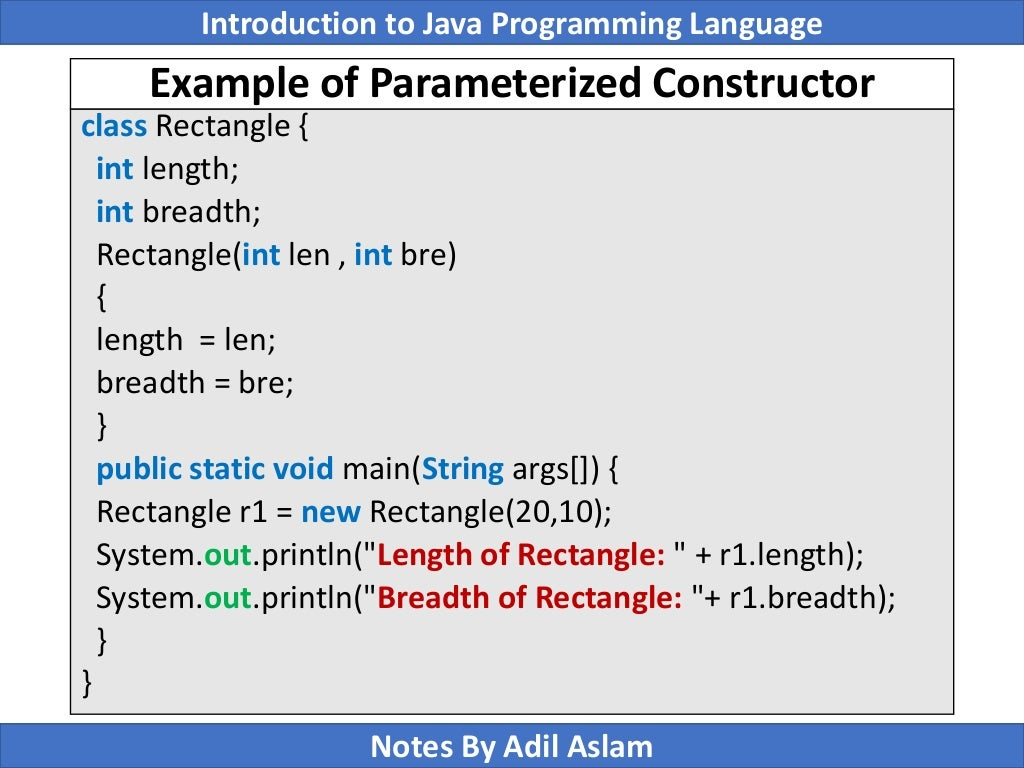 Introduction to Java Programming Language
Example of Parameterized Constructor
class Rectangle {
int length;
int breadth;
Rectangle(int len , int bre)
{
length  = len;
breadth = bre;
}
public static void main(String args[]) {
Rectangle r1 = new Rectangle(20,10);
System.out.println("Length of Rectangle: " + r1.length);
System.out.println("Breadth of Rectangle: "+ r1.breadth);
}
}
Notes By Adil Aslam